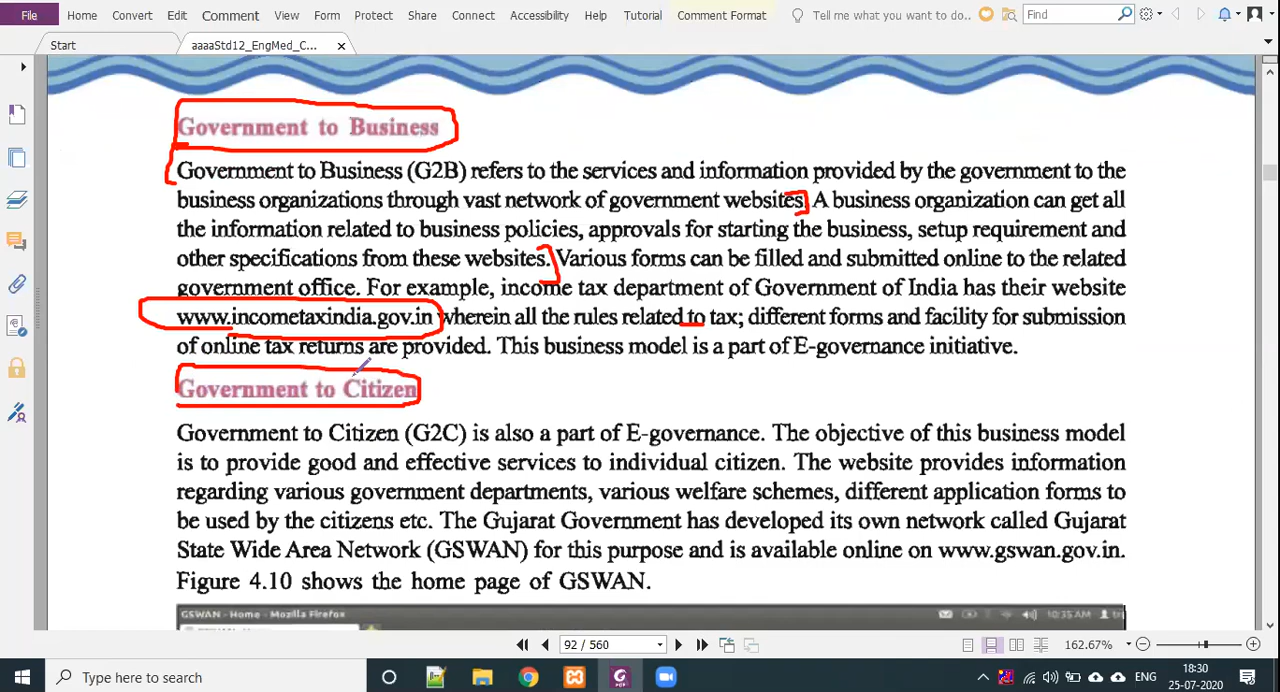 File Home Convert Edit Comment View Form Protect Share Connect Accessibility Help Tutorial Comment Format Tell me what you want to do.. Find
Start aaaaStd12_EngMed_C...
Government to Business
Government to Business (G2B) refers to the services and information provided by the government to the
business organizations through vast network of government websites. A business organization can get all
the information related to business policies, approvals for starting the business, setup requirement and
other specifications from these websites. Various forms can be filled and submitted online to the related
government office. For example, income tax department of Government of India has their website
www.incometaxindia.gov.in wherein all the rules related to tax; different forms and facility for submission
of online tax returns are provided. This business model is a part of E-governance initiative.
Government to Citizen
Government to Citizen (G2C) is also a part of E-governance. The objective of this business model
is to provide good and effective services to individual citizen. The website provides information
regarding various government departments, various welfare schemes, different application forms to
be used by the citizens etc. The Gujarat Government has developed its own network called Gujarat
State Wide Area Network (GSWAN) for this purpose and is available online on www.gswan.gov.in.
Figure 4.10 shows the home page of GSWAN.
GSWAN - Home - Mozilla Firefox 10:35 AM
92 / 560 162.67%
Type here to search ENG 18:30
25-07-2020